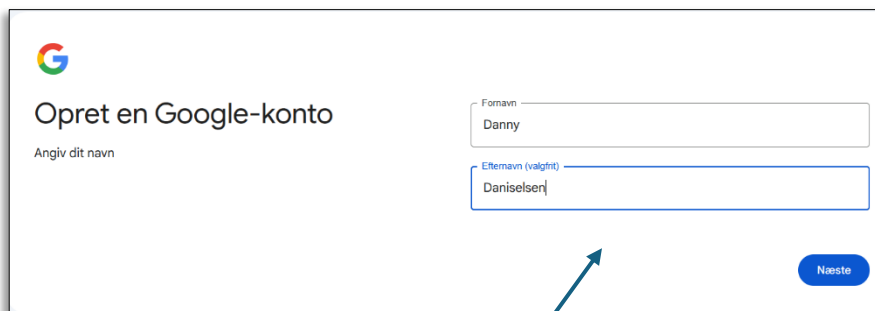 Opret en Google-konto
Angiv dit navn
Fornavn
Danny
Efternavn (valgfrit)
Daniselsen
Næste